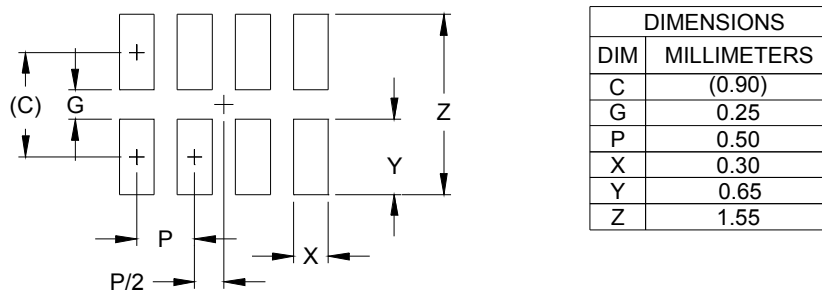 (C)
G
Z
Y
P
X
P/2
DIMENSIONS
DIM MILLIMETERS
C (0.90)
G 0.25
P 0.50
X 0.30
Y 0.65
Z 1.55